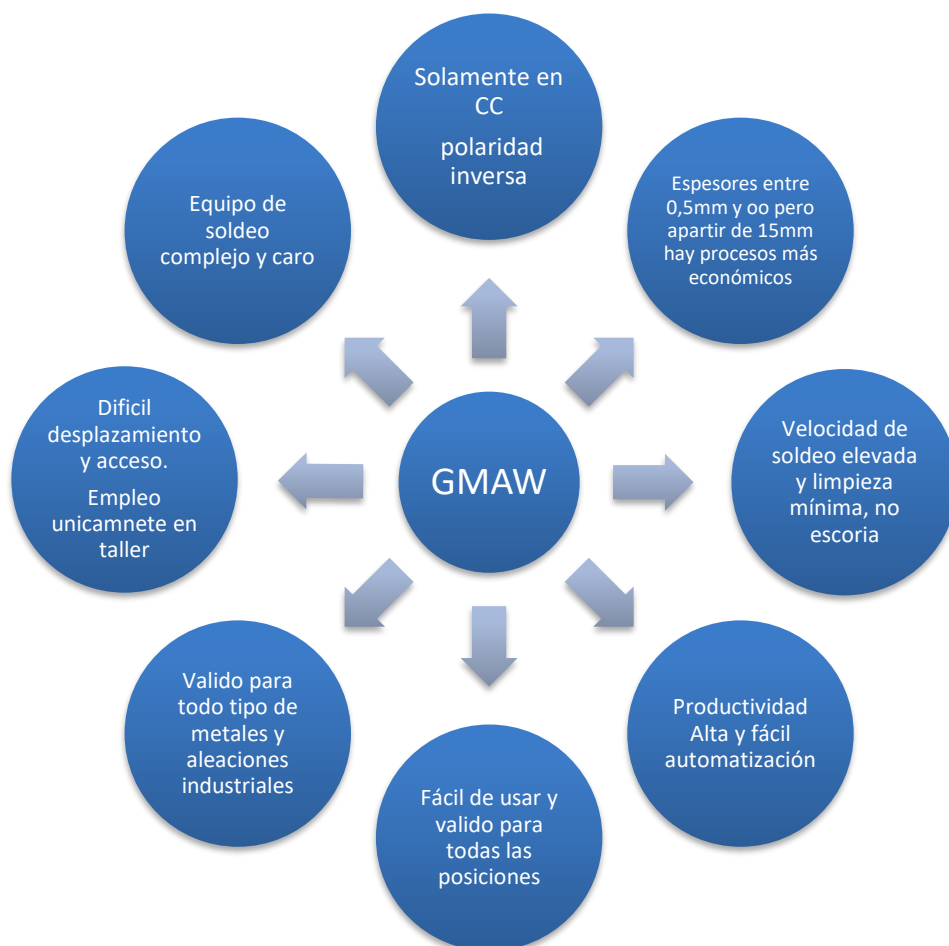 Solamente en
CC
polaridad
inversa
Espesores entre
0,5mm y oo pero
apartir de 15mm
hay procesos más
económicos
Velocidad de
soldeo elevada
y limpieza
mínima, no
escoria
Productividad
Alta y fácil
automatización
Fácil de usar y
valido para
todas las
posiciones
Valido para
todo tipo de
metales y
aleaciones
industriales
Dificil
desplazamiento
y acceso.
Empleo
unicamnete en
taller
Equipo de
soldeo
complejo y caro
GMAW